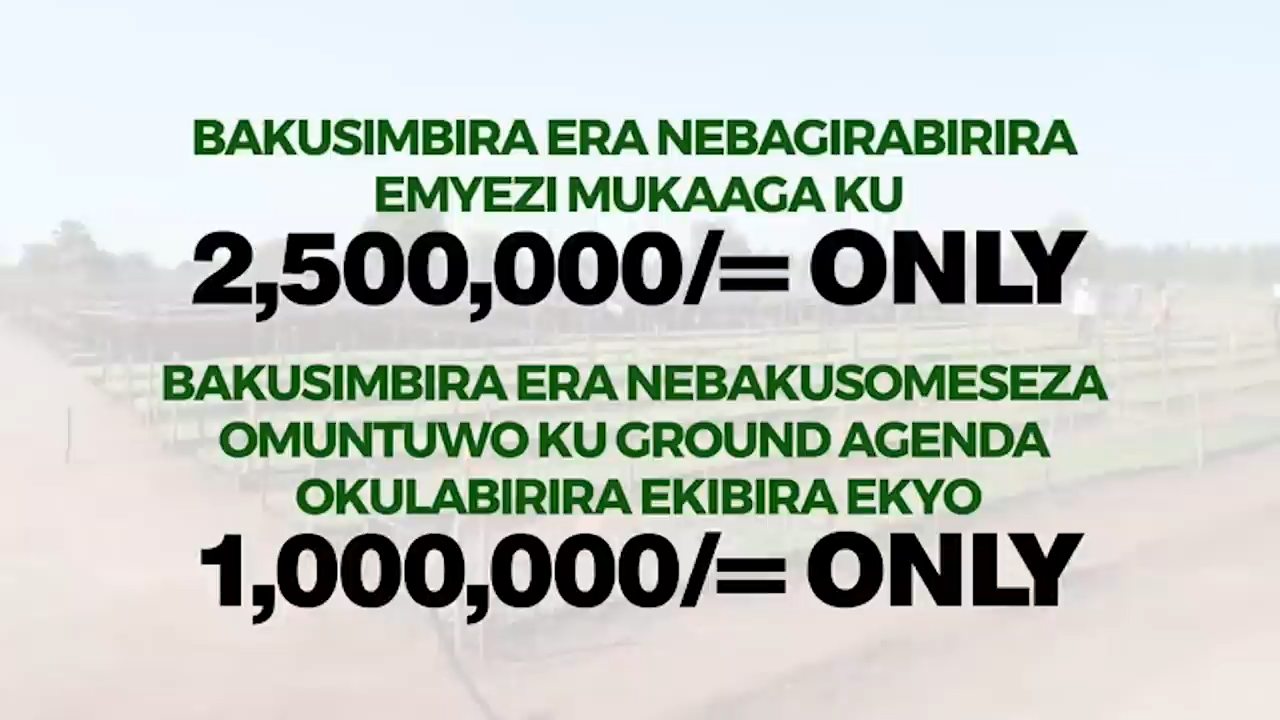 BAKUSIMBIRA ERA NEBAGIRABIRIRA
EMYEZI MUKAAGA KU
2,500,000/= ONLY
BAKUSIMBIRA ERA NEBAKUSOMESEZA
OMUNTUWO KU GROUND AGENDA
OKULABIRIRA EKIBIRA EKYO
1,000,000/= ONLY